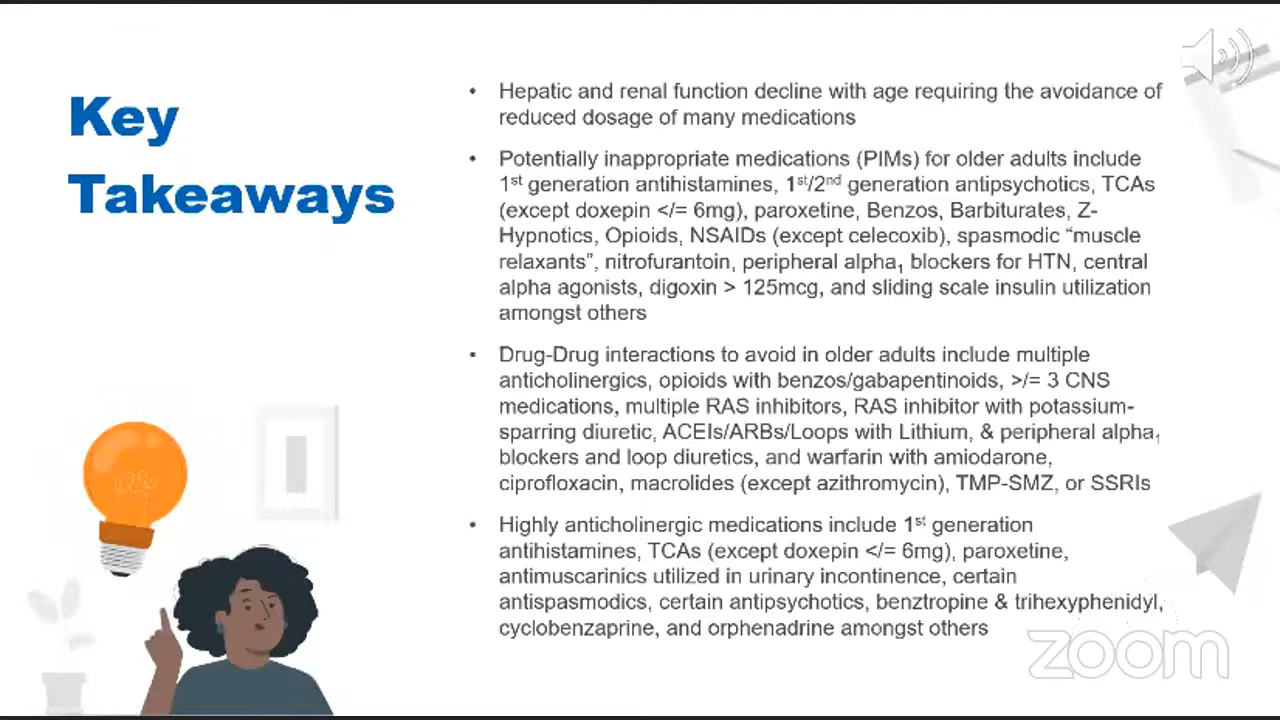 Key
Takeaways
• Hepatic and renal function decline with age requiring the avoidance of
reduced dosage of many medications
• Potentially inappropriate medications (PIMs) for older adults include
1st generation antihistamines, 1st/2nd generation antipsychotics, TCAs
(except doxepin </= 6mg), paroxetine, Benzos, Barbiturates, Z-
Hypnotics, Opioids, NSAIDs (except celecoxib), spasmodic “muscle
relaxants”, nitrofurantoin, peripheral alpha1 blockers for HTN, central
alpha agonists, digoxin > 125mcg, and sliding scale insulin utilization
amongst others
• Drug-Drug interactions to avoid in older adults include multiple
anticholinergics, opioids with benzos/gabapentinoids, >/= 3 CNS
medications, multiple RAS inhibitors, RAS inhibitor with potassium-
sparring diuretic, ACEIs/ARBs/Loops with Lithium, & peripheral alpha1
blockers and loop diuretics, and warfarin with amiodarone,
ciprofloxacin, macrolides (except azithromycin), TMP-SMZ, or SSRIs
• Highly anticholinergic medications include 1st generation
antihistamines, TCAs (except doxepin </= 6mg), paroxetine,
antimuscarinics utilized in urinary incontinence, certain
antispasmodics, certain antipsychotics, benztropine & trihexyphenidyl,
cyclobenzaprine, and orphenadrine amongst others
zoom